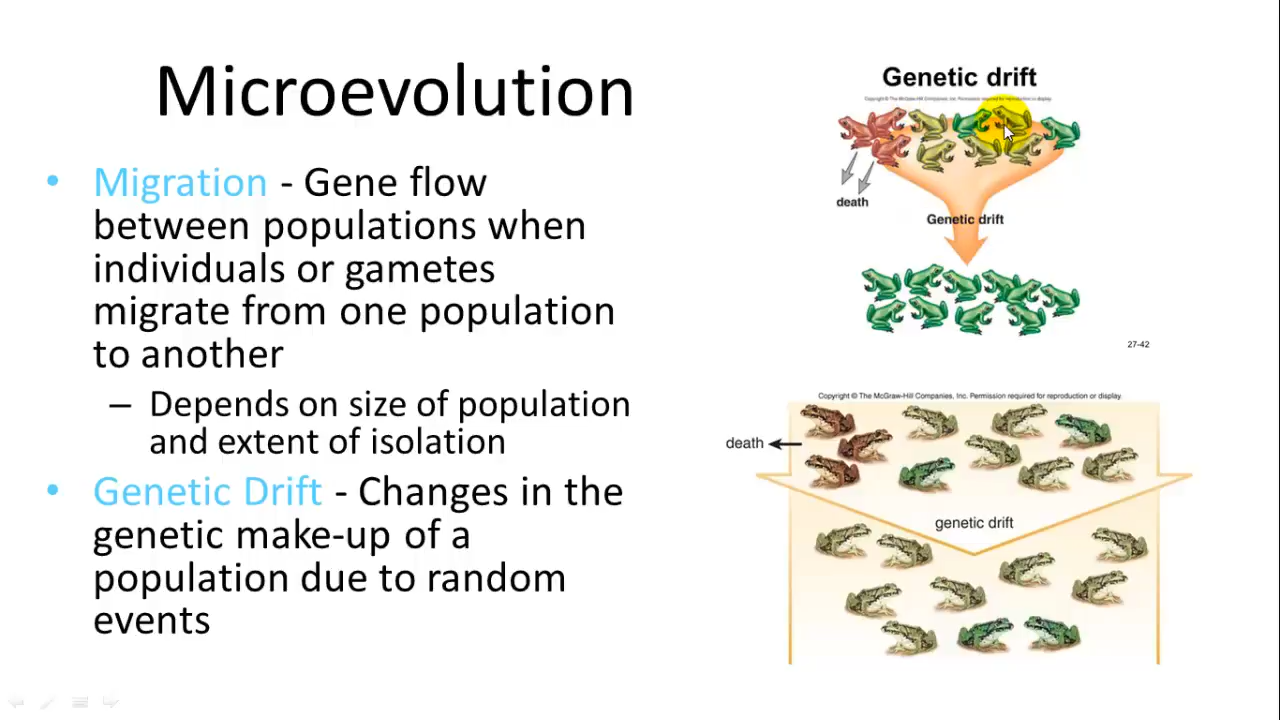 Microevolution
• Migration - Gene flow
between populations when
individuals or gametes
migrate from one population
to another
– Depends on size of population
and extent of isolation
• Genetic Drift - Changes in the
genetic make-up of a
population due to random
events
Genetic drift
Copyright © The McGraw-Hill Companies, Inc. Permission required for reproduction or display.
death
Genetic drift
27-42
Copyright © The McGraw-Hill Companies, Inc. Permission required for reproduction or display.
death
genetic drift